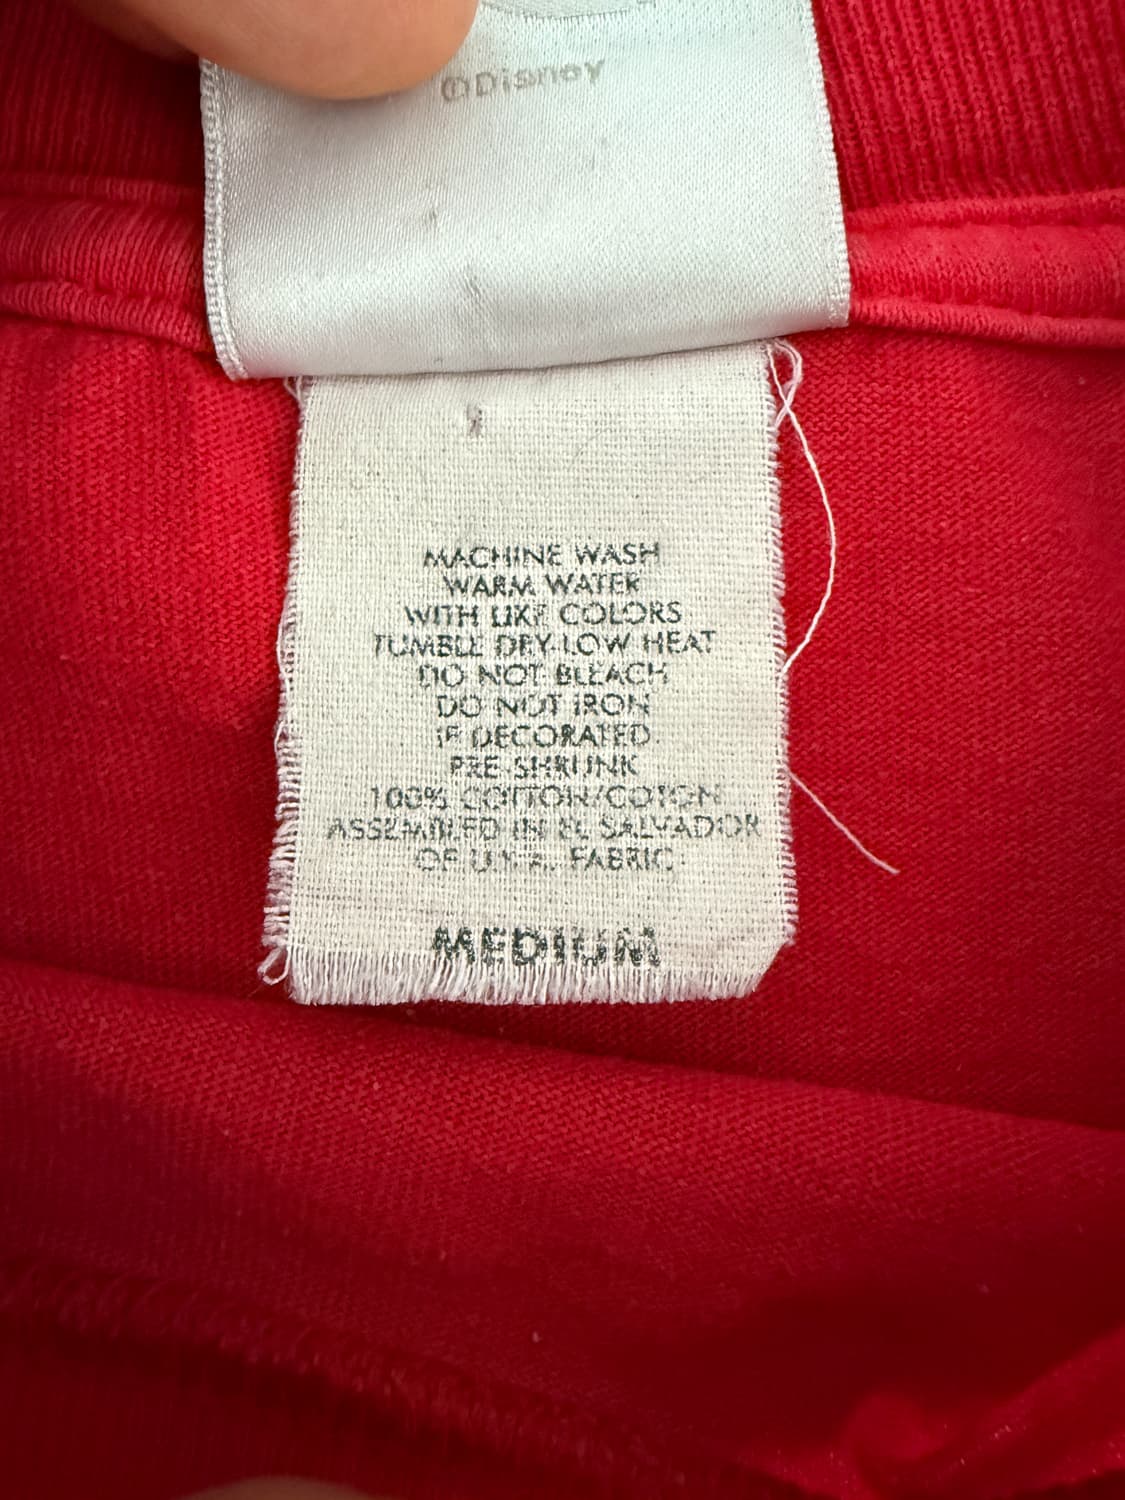 ©Disney
MACHINE WASH
WARM WATER
WITH LIKE COLORS
TUMBLE DRY-LOW HEAT
DO NOT BLEACH
DO NOT IRON
IF DECORATED.
PRE-SHRUNK
100% COTTON/COTON
ASSEMBLED IN EL SALVADOR
OF U.S.A. FABRIC
MEDIUM